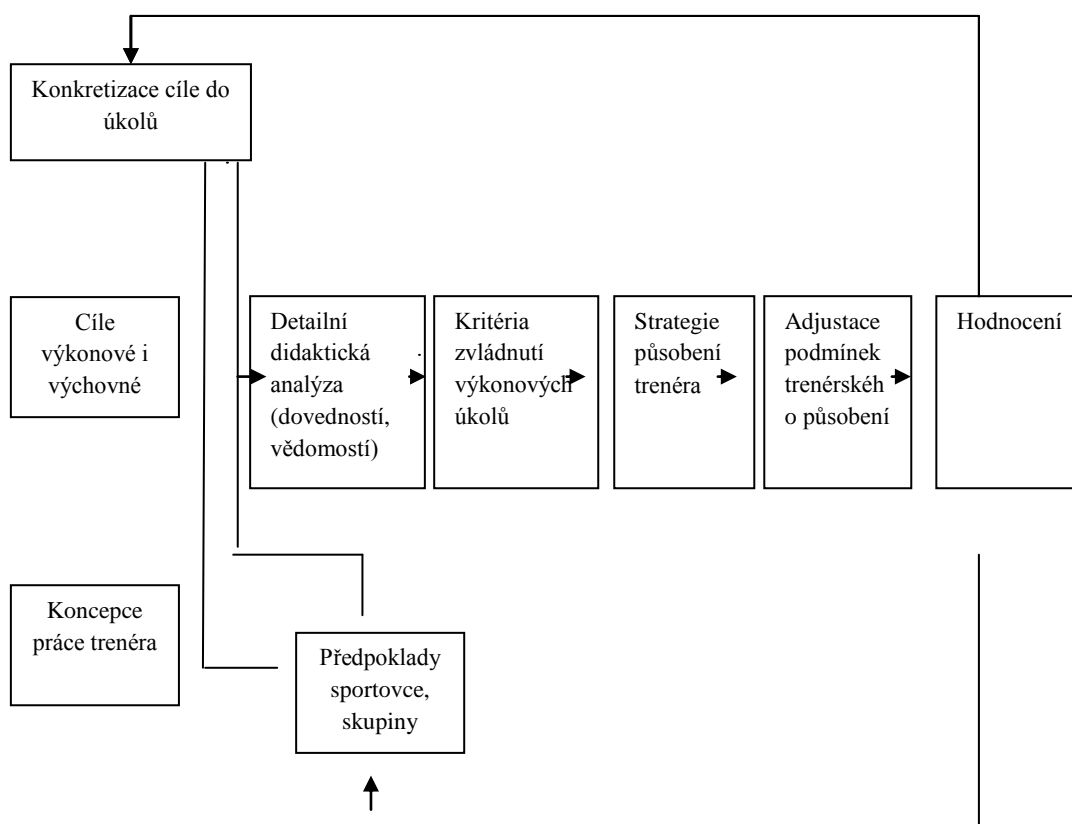 Konkretizace cíle do
úkolů
Cíle
výkonové i
výchovné
Detailní
didaktická
analýza
(dovedností,
vědomostí)
Kritéria
zvládnutí
výkonových
úkolů
Strategie
působení
trenéra
Adjustace
podmínek
trenérskéh
o působení
Hodnocení
Koncepce
práce trenéra
Předpoklady
sportovce,
skupiny